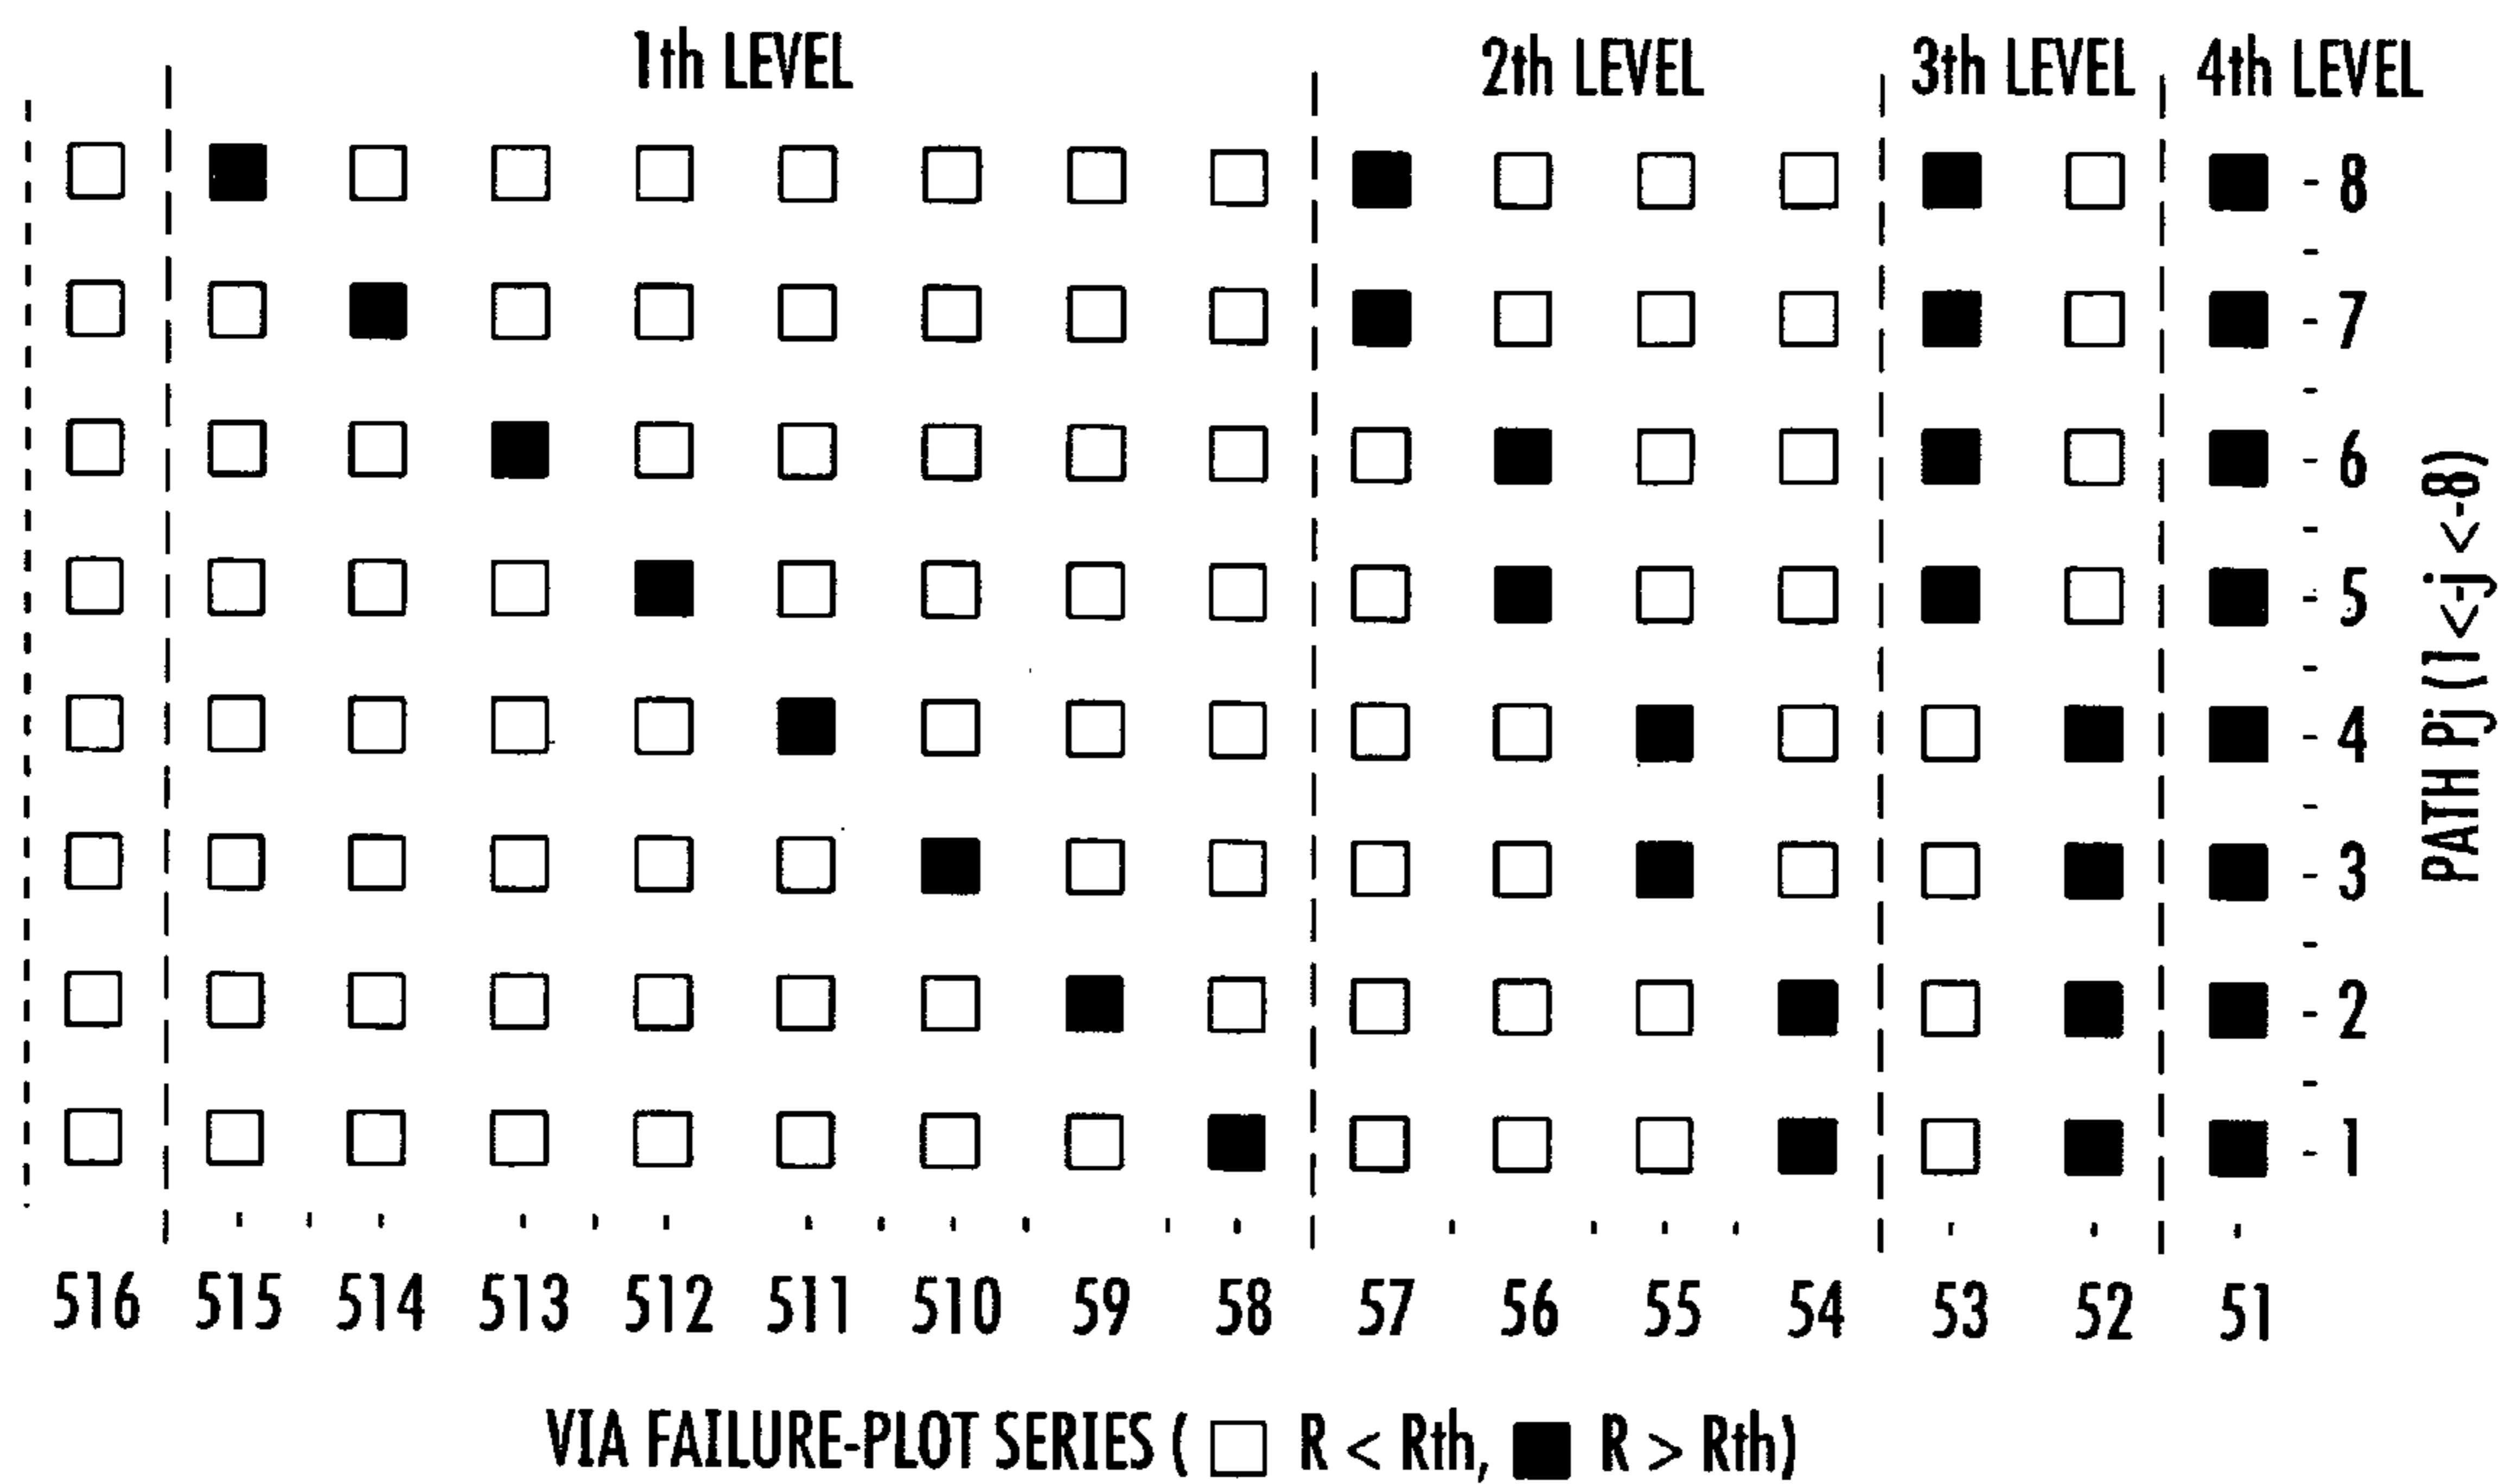 1th LEVEL 2th LEVEL 3th LEVEL 4th LEVEL
8
7
6
5
4
3
2
1
PATH Pj (1 <-j <-8)
516 515 514 513 512 511 510 59 58 57 56 55 54 53 52 51
VIA FAILURE-PLOT SERIES ( □ R < Rth, ■ R > Rth)